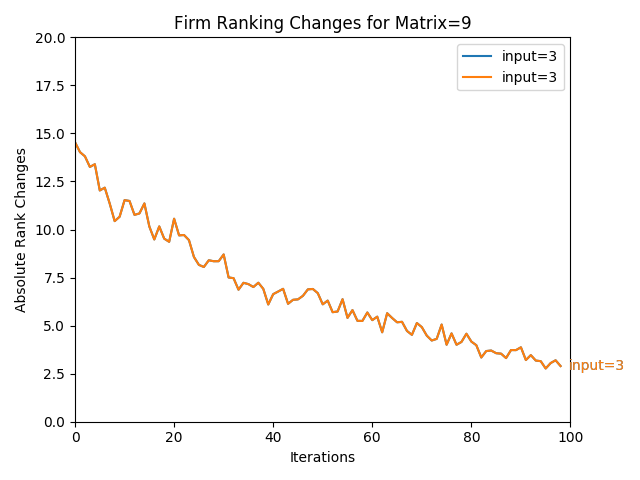 Firm Ranking Changes for Matrix=9
Absolute Rank Changes
20.0
17.5
15.0
12.5
10.0
7.5
5.0
2.5
0.0
input=3
input=3
input=3
0
20
40
60
80
100
Iterations